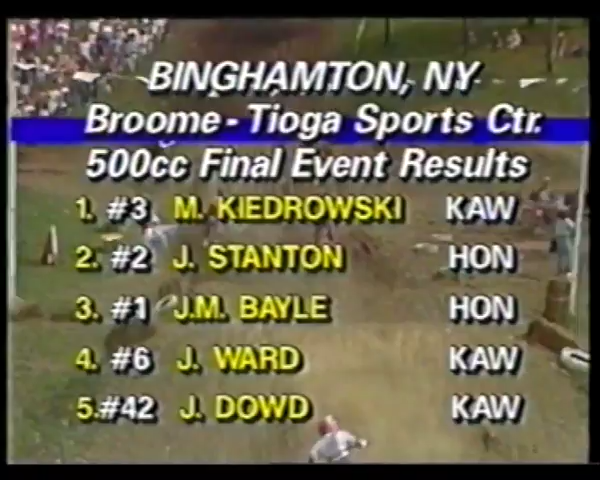 BINGHAMTON, NY
Broome-Tioga Sports Ctr.
500cc Final Event Results
1. #3 M. KIEDROWSKI KAW
2. #2 J. STANTON HON
3. #1 J.M. BAYLE HON
4. #6 J. WARD KAW
5. #42 J. DOWD KAW